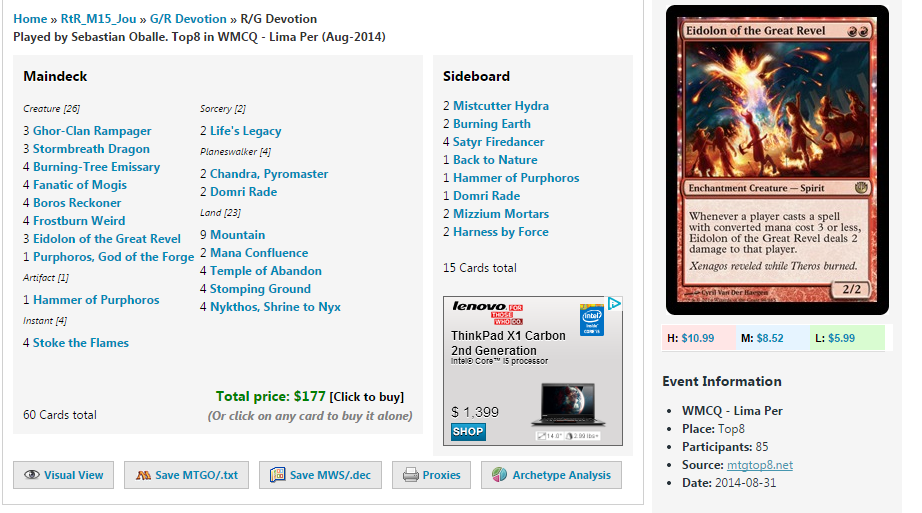 Home » RtR_M15_Jou » G/R Devotion » R/G Devotion
Played by Sebastian Oballe. Top8 in WMCQ - Lima Per (Aug-2014)
Maindeck
Creature [26]
3 Ghor-Clan Rampager
3 Stormbreath Dragon
4 Burning-Tree Emissary
4 Fanatic of Mogis
4 Boros Reckoner
4 Frostburn Weird
3 Eidolon of the Great Revel
1 Purphoros, God of the Forge
Artifact [1]
1 Hammer of Purphoros
Instant [4]
4 Stoke the Flames
Sorcery [2]
2 Life's Legacy
Planeswalker [4]
2 Chandra, Pyromaster
2 Domri Rade
Land [23]
9 Mountain
2 Mana Confluence
4 Temple of Abandon
4 Stomping Ground
4 Nykthos, Shrine to Nyx
Total price: $177 [Click to buy]
60 Cards total
(Or click on any card to buy it alone)
Sideboard
2 Mistcutter Hydra
2 Burning Earth
4 Satyr Firedancer
1 Back to Nature
1 Hammer of Purphoros
1 Domri Rade
2 Mizzium Mortars
2 Harness by Force
15 Cards total
lenovo FOR
THOSE
WHO DO.
intel
inside
CORE i5
ThinkPad X1 Carbon
2nd Generation
Intel® Core™ i5 processor
$ 1,399
SHOP
14.0"
2.99 lbs+
Visual View
Save MTGO/.txt
Save MWS/.dec
Proxies
Archetype Analysis
Eidolon of the Great Revel
Enchantment Creature — Spirit
Whenever a player casts a spell
with converted mana cost 3 or less,
Eidolon of the Great Revel deals 2
damage to that player.
Xenagos reveled while Theros burned.
Cyril Van Der Haegen
2/2
H: $10.99
M: $8.52
L: $5.99
Event Information
• WMCQ - Lima Per
• Place: Top8
• Participants: 85
• Source: mtgtop8.net
• Date: 2014-08-31